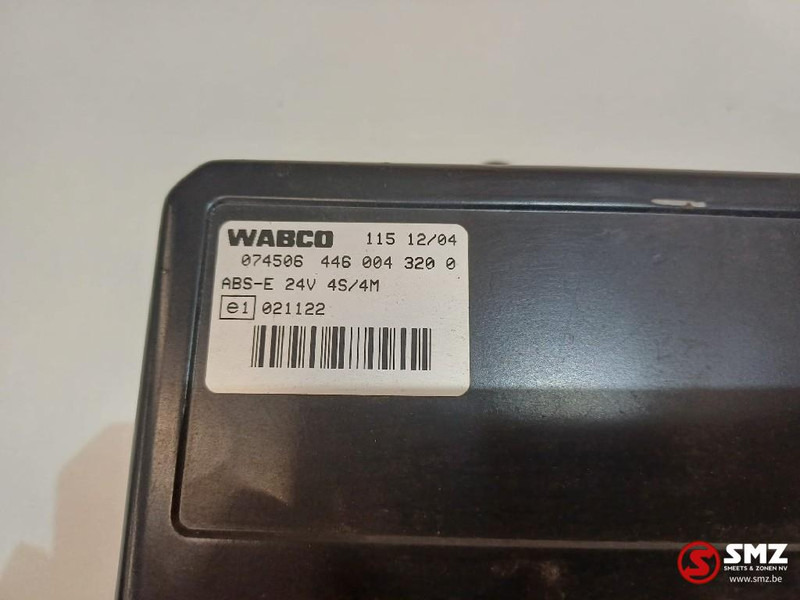 WABCO 115 12/04
074506 446 004 320 0
ABS-E 24V 4S/4M
e1 021122
SMZ
SMEETS & ZONEN NV
www.smz.be